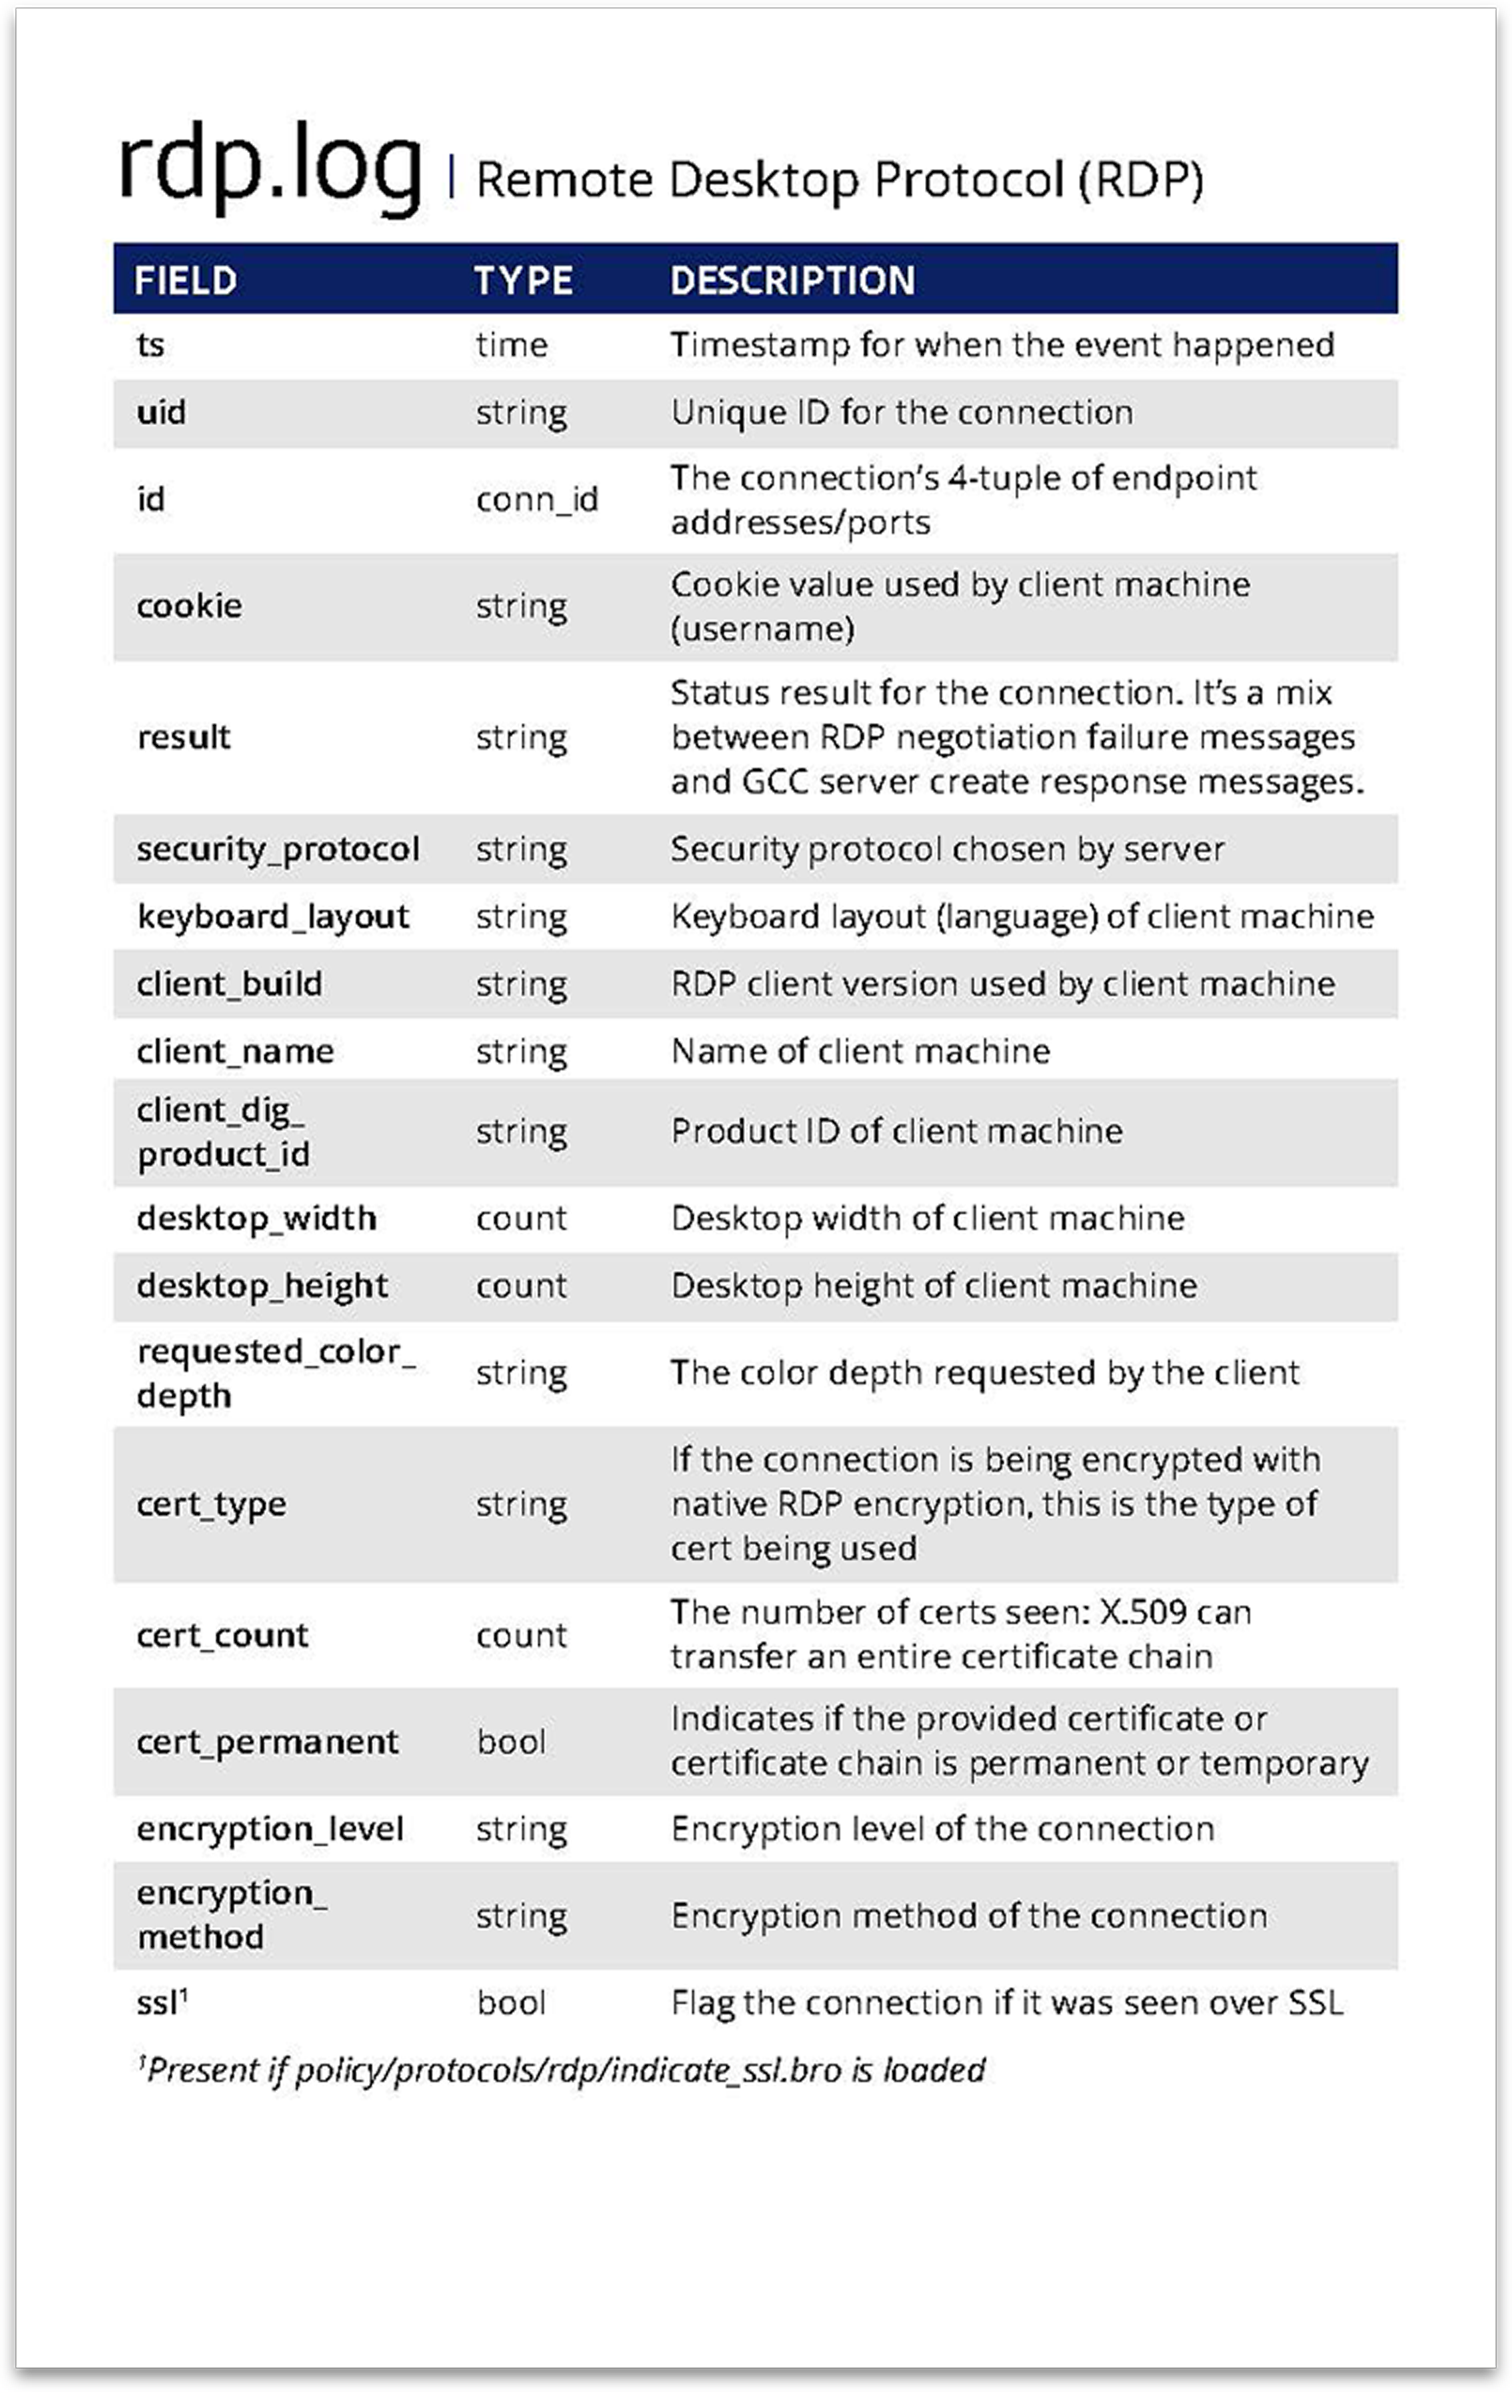 rdp.log | Remote Desktop Protocol (RDP)
FIELD TYPE DESCRIPTION
ts time Timestamp for when the event happened
uid string Unique ID for the connection
id conn_id The connection’s 4-tuple of endpoint
addresses/ports
cookie string Cookie value used by client machine
(username)
result string Status result for the connection. It’s a mix
between RDP negotiation failure messages
and GCC server create response messages.
security_protocol string Security protocol chosen by server
keyboard_layout string Keyboard layout (language) of client machine
client_build string RDP client version used by client machine
client_name string Name of client machine
client_dig_
product_id string Product ID of client machine
desktop_width count Desktop width of client machine
desktop_height count Desktop height of client machine
requested_color_
depth string The color depth requested by the client
cert_type string If the connection is being encrypted with
native RDP encryption, this is the type of
cert being used
cert_count count The number of certs seen: X.509 can
transfer an entire certificate chain
cert_permanent bool Indicates if the provided certificate or
certificate chain is permanent or temporary
encryption_level string Encryption level of the connection
encryption_
method string Encryption method of the connection
ssl¹ bool Flag the connection if it was seen over SSL
¹Present if policy/protocols/rdp/indicate_ssl.bro is loaded